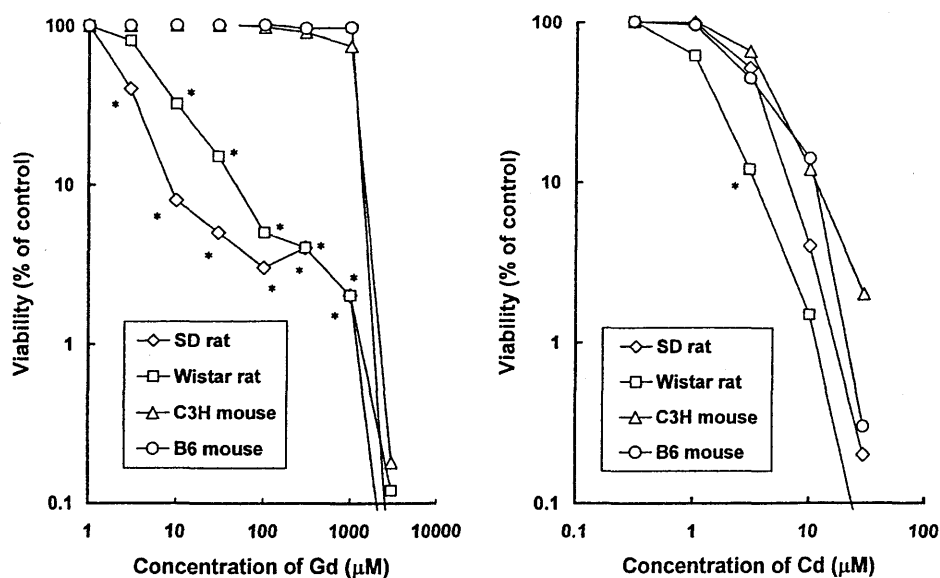 Viability (% of control)
100
10
1
0.1
*
*
*
*
*
*
*
*
*
*
*
*
SD rat
Wistar rat
C3H mouse
B6 mouse
1
10
100
1000
10000
Concentration of Gd (μM)
Viability (% of control)
100
10
1
0.1
*
SD rat
Wistar rat
C3H mouse
B6 mouse
0.1
1
10
100
Concentration of Cd (μM)